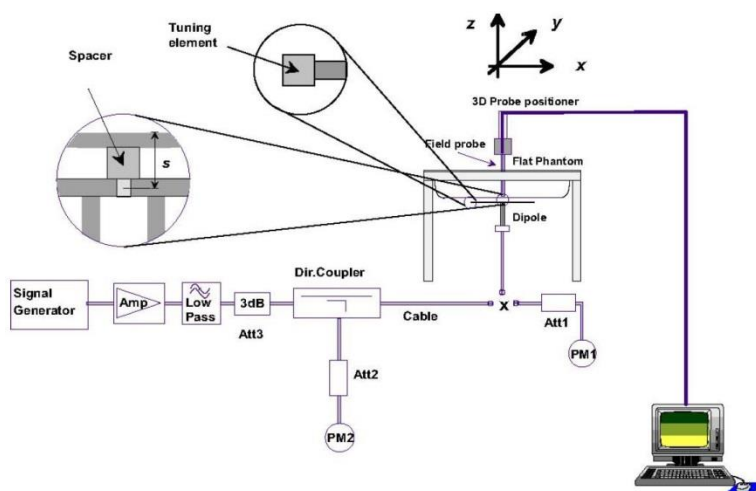 Tuning
element
Spacer
s
z
y
x
3D Probe positioner
Field probe
Flat Phantom
Dipole
Signal
Generator
Amp
Low
Pass
3dB
Att3
Dir.Coupler
Cable
x
Att1
PM1
Att2
PM2